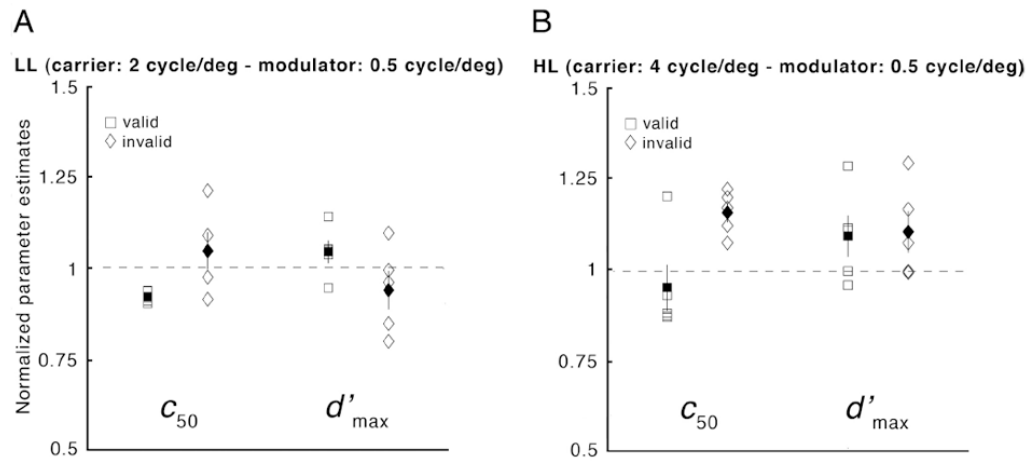 A
LL (carrier: 2 cycle/deg - modulator: 0.5 cycle/deg)
Normalized parameter estimates
1.5
1.25
1
0.75
0.5
valid
invalid
c50
d'max
B
HL (carrier: 4 cycle/deg - modulator: 0.5 cycle/deg)
1.5
1.25
1
0.75
0.5
valid
invalid
c50
d'max